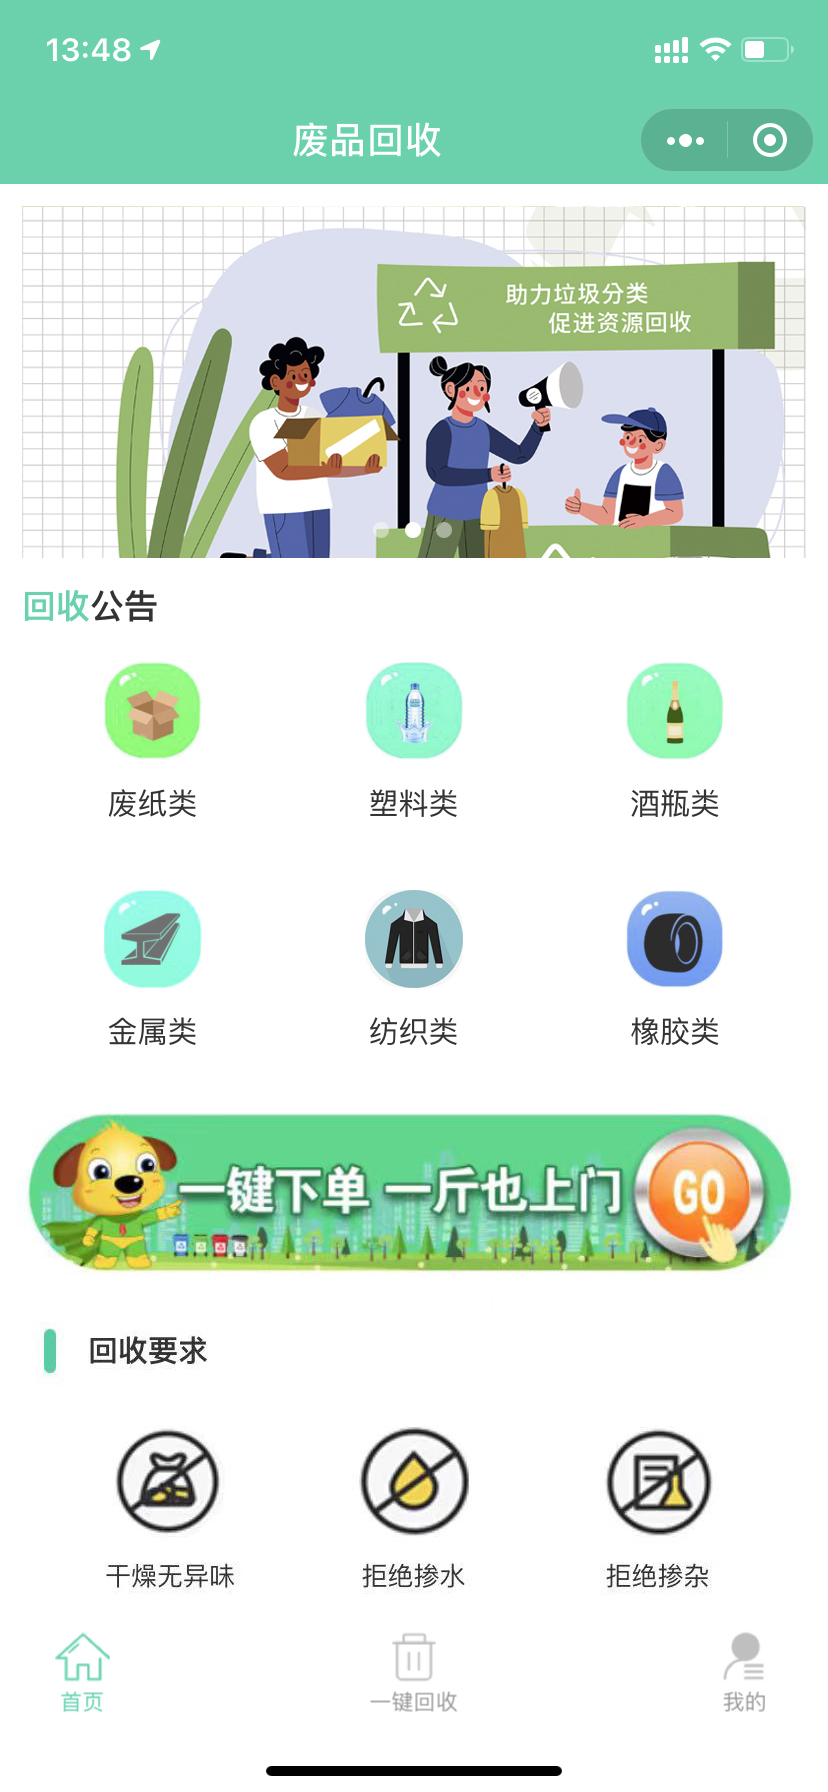 13:48
废品回收
助力垃圾分类
促进资源回收
回收公告
废纸类
塑料类
酒瓶类
金属类
纺织类
橡胶类
一键下单 一斤也上门
GO
回收要求
干燥无异味
拒绝掺水
拒绝掺杂
首页
一键回收
我的